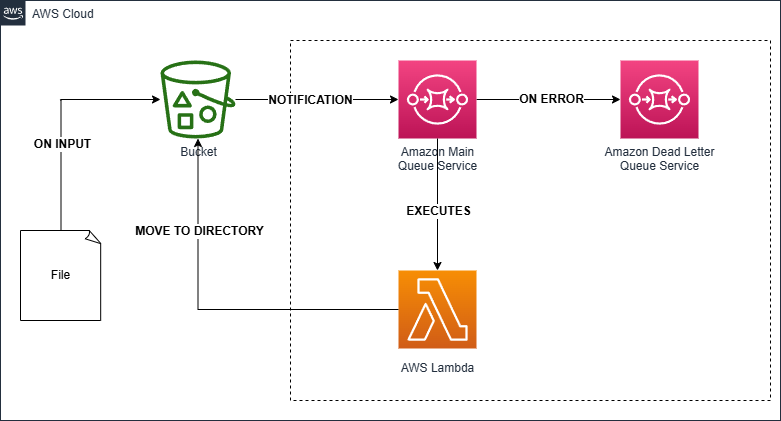 aws
AWS Cloud
NOTIFICATION
ON ERROR
ON INPUT
Bucket
Amazon Main
Queue Service
Amazon Dead Letter
Queue Service
EXECUTES
MOVE TO DIRECTORY
File
AWS Lambda